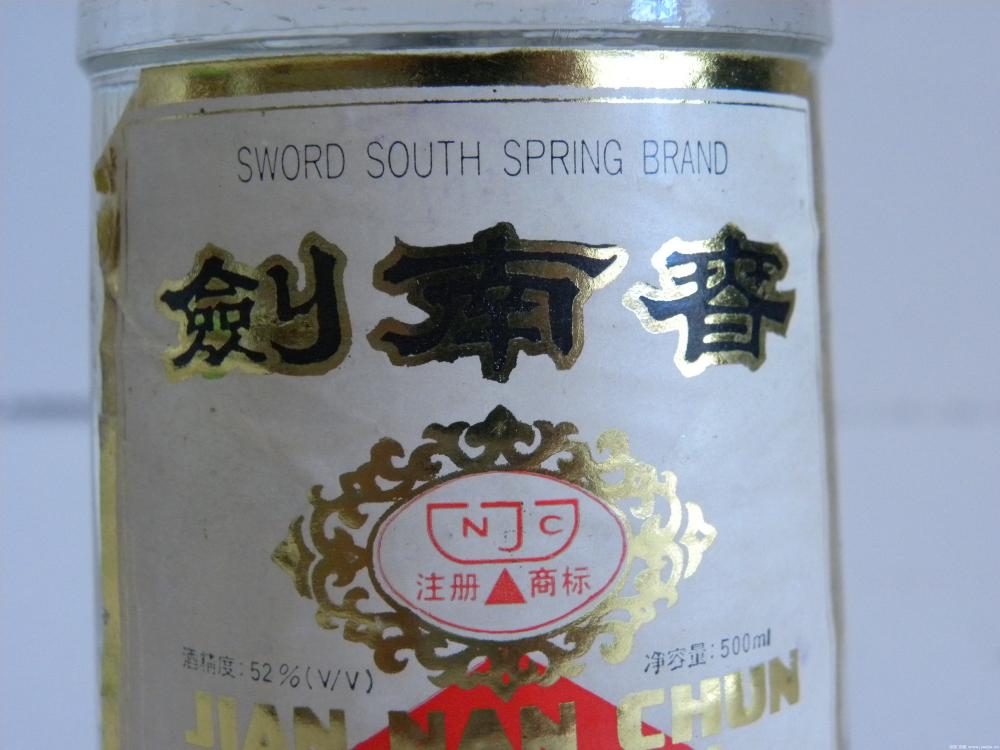 SWORD SOUTH SPRING BRAND
劍南春
NJC
注册 商标
酒精度:52%(V/V)
净容量:500ml
JIAN NAN CHUN